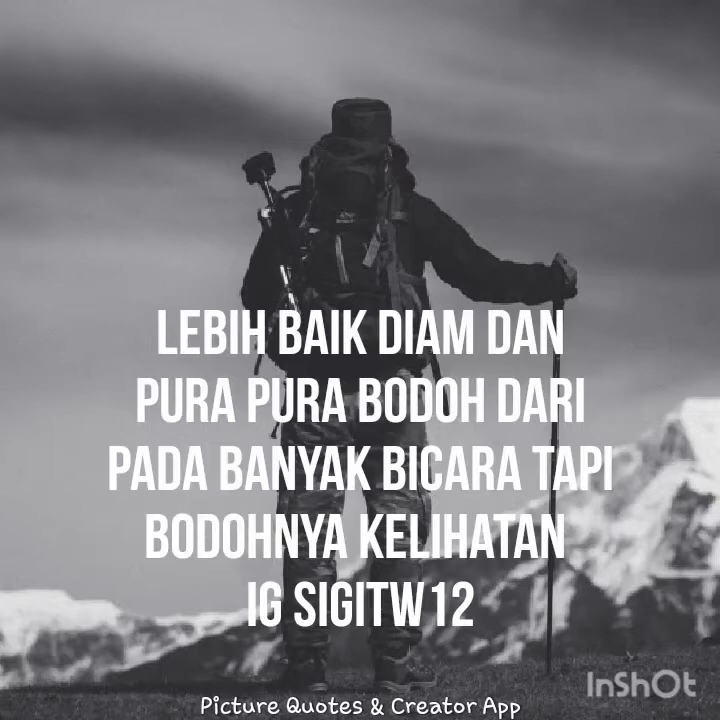 LEBIH BAIK DIAM DAN
PURA PURA BODOH DARI
PADA BANYAK BICARA TAPI
BODOHNYA KELIHATAN
IG SIGITW12
InShOt
Picture Quotes & Creator App